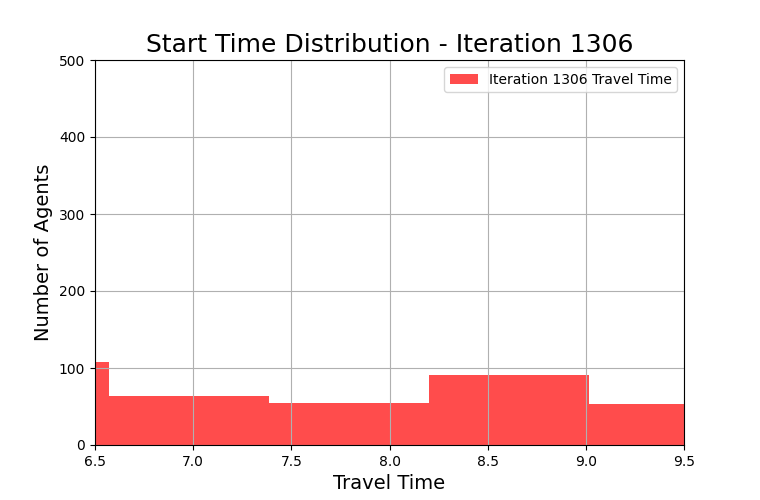 Start Time Distribution - Iteration 1306
Iteration 1306 Travel Time
Number of Agents
500
400
300
200
100
0
6.5 7.0 7.5 8.0 8.5 9.0 9.5
Travel Time